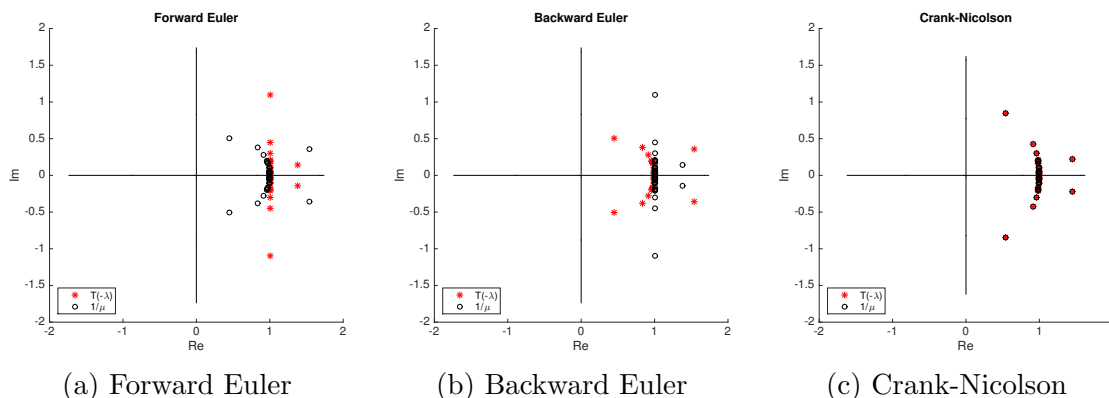 Forward Euler
2
1.5
1
0.5
0
-0.5
-1
-1.5
-2
Im
-2 -1 0 1 2
Re
T(-λ)
1/μ
(a) Forward Euler
Backward Euler
2
1.5
1
0.5
0
-0.5
-1
-1.5
-2
Im
-2 -1 0 1 2
Re
T(-λ)
1/μ
(b) Backward Euler
Crank-Nicolson
2
1.5
1
0.5
0
-0.5
-1
-1.5
-2
Im
-2 -1 0 1
Re
T(-λ)
1/μ
(c) Crank-Nicolson